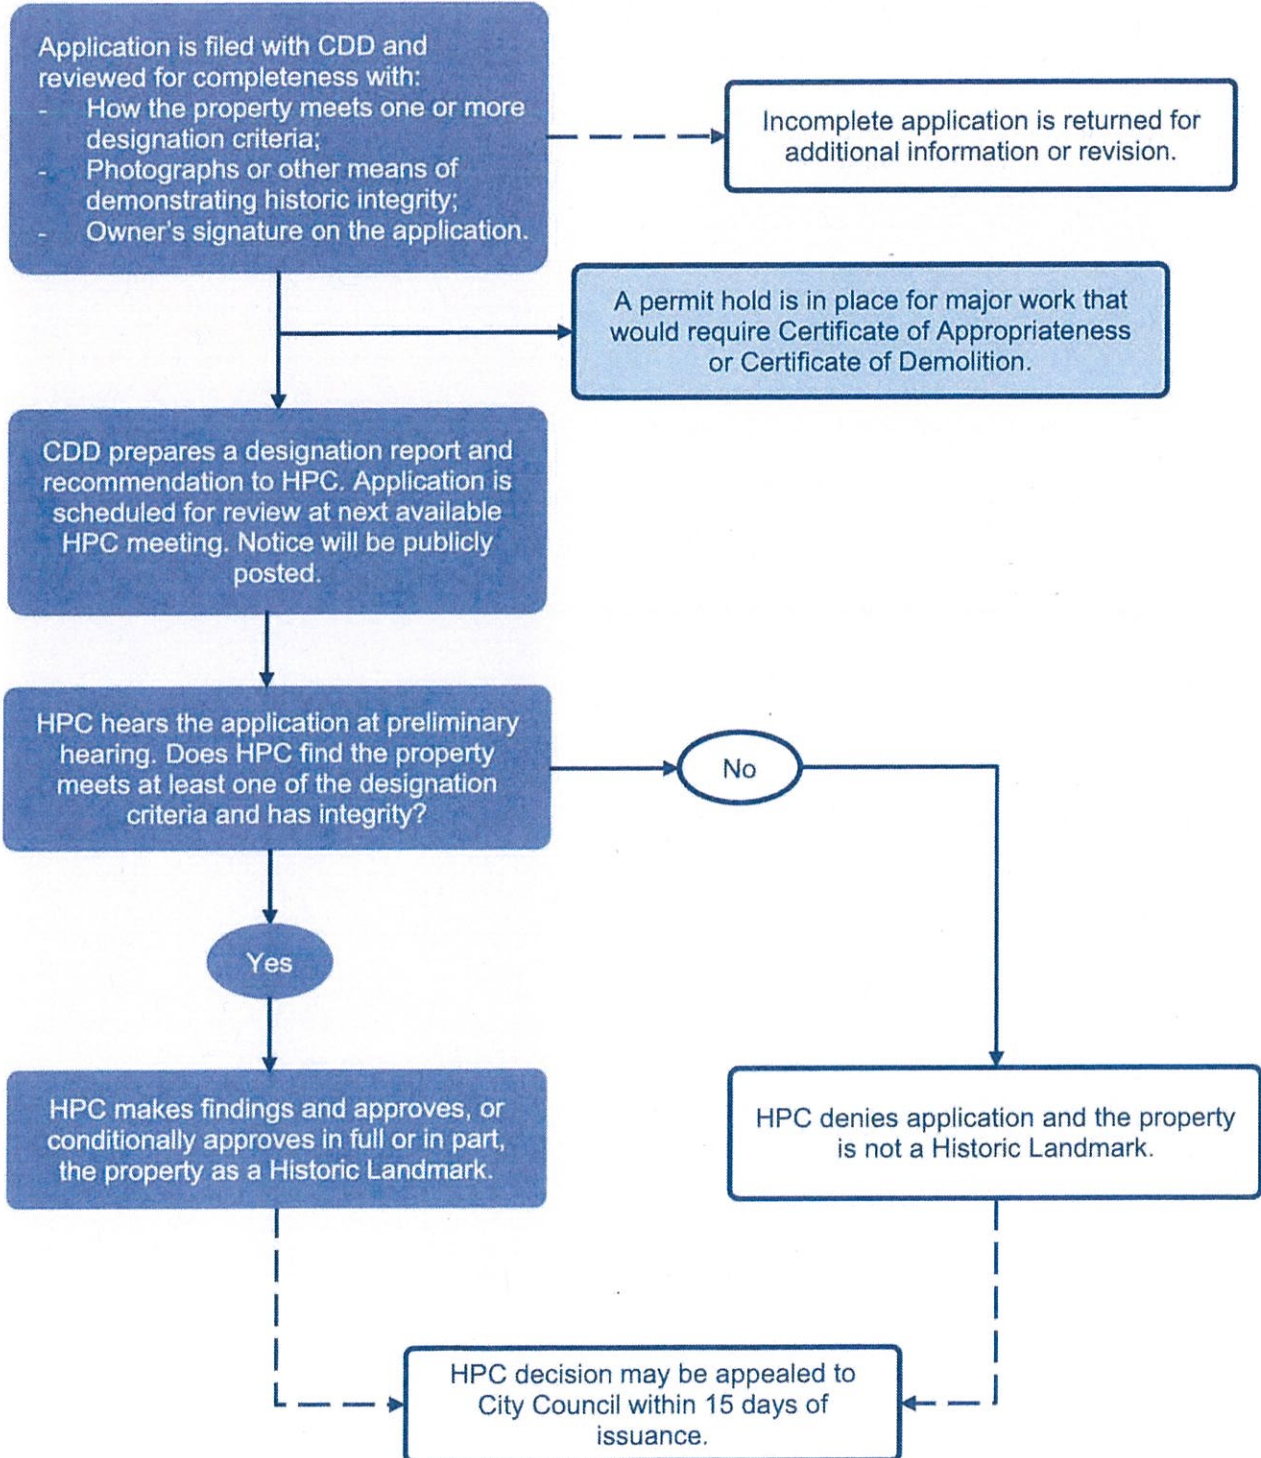 Application is filed with CDD and
reviewed for completeness with:
- How the property meets one or more
designation criteria;
- Photographs or other means of
demonstrating historic integrity;
- Owner's signature on the application.
Incomplete application is returned for
additional information or revision.
A permit hold is in place for major work that
would require Certificate of Appropriateness
or Certificate of Demolition.
CDD prepares a designation report and
recommendation to HPC. Application is
scheduled for review at next available
HPC meeting. Notice will be publicly
posted.
HPC hears the application at preliminary
hearing. Does HPC find the property
meets at least one of the designation
criteria and has integrity?
No
Yes
HPC makes findings and approves, or
conditionally approves in full or in part,
the property as a Historic Landmark.
HPC denies application and the property
is not a Historic Landmark.
HPC decision may be appealed to
City Council within 15 days of
issuance.